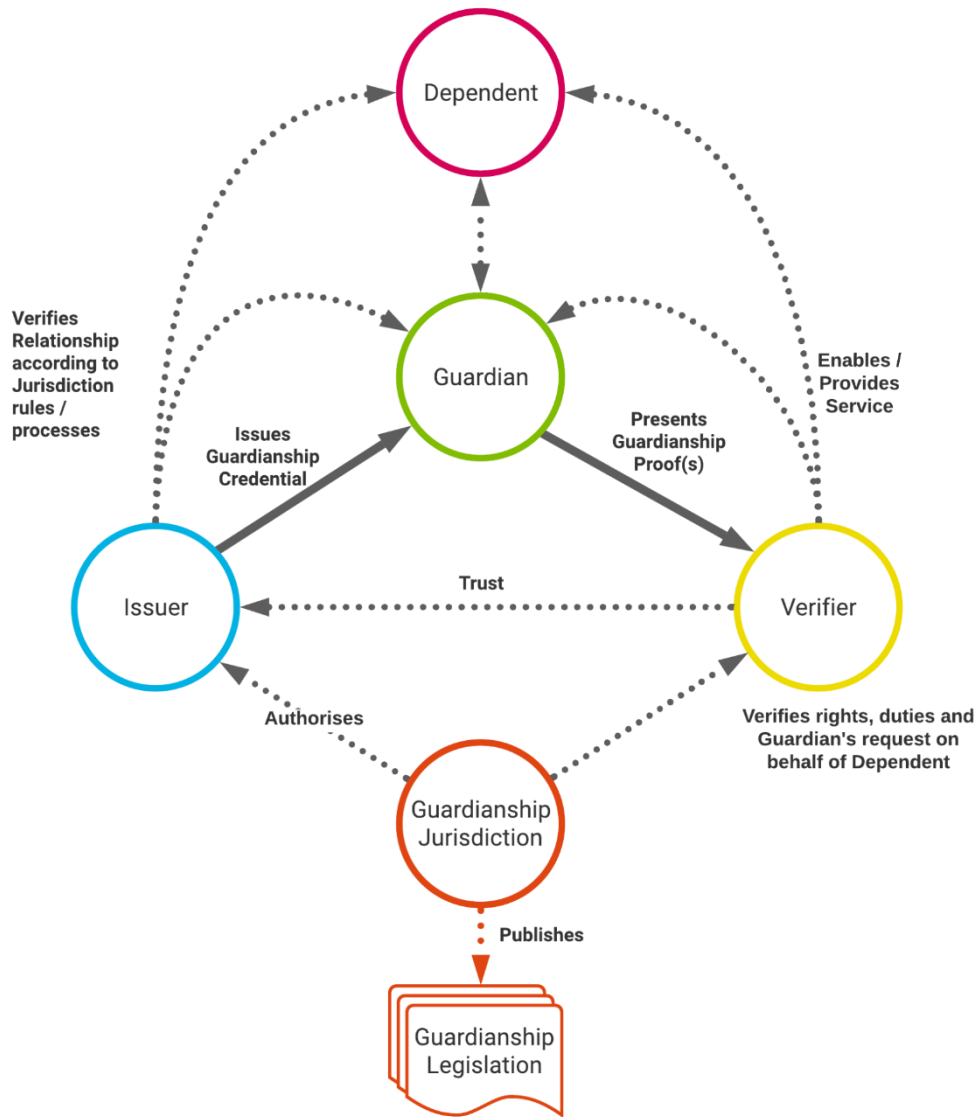 Dependent
Verifies
Relationship
according to
Jurisdiction
rules /
processes
Guardian
Enables /
Provides
Service
Issues
Guardianship
Credential
Presents
Guardianship
Proof(s)
Issuer
Trust
Verifier
Authorises
Verifies rights, duties and
Guardian's request on
behalf of Dependent
Guardianship
Jurisdiction
Publishes
Guardianship
Legislation